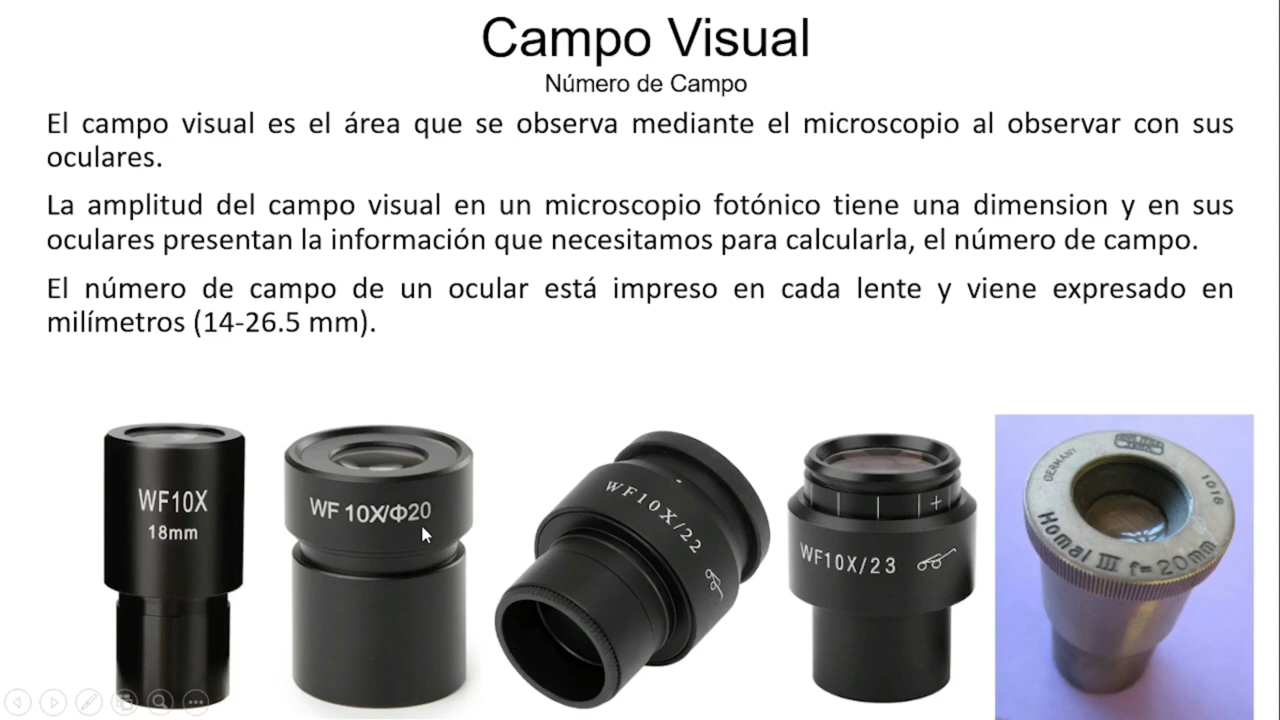 Campo Visual
Número de Campo
El campo visual es el área que se observa mediante el microscopio al observar con sus
oculares.
La amplitud del campo visual en un microscopio fotónico tiene una dimension y en sus
oculares presentan la información que necesitamos para calcularla, el número de campo.
El número de campo de un ocular está impreso en cada lente y viene expresado en
milímetros (14-26.5 mm).
WF10X
18mm
WF 10X/Φ20
WF10X/22
WF10X/23
GERMANY
1016
Homal III f=20mm